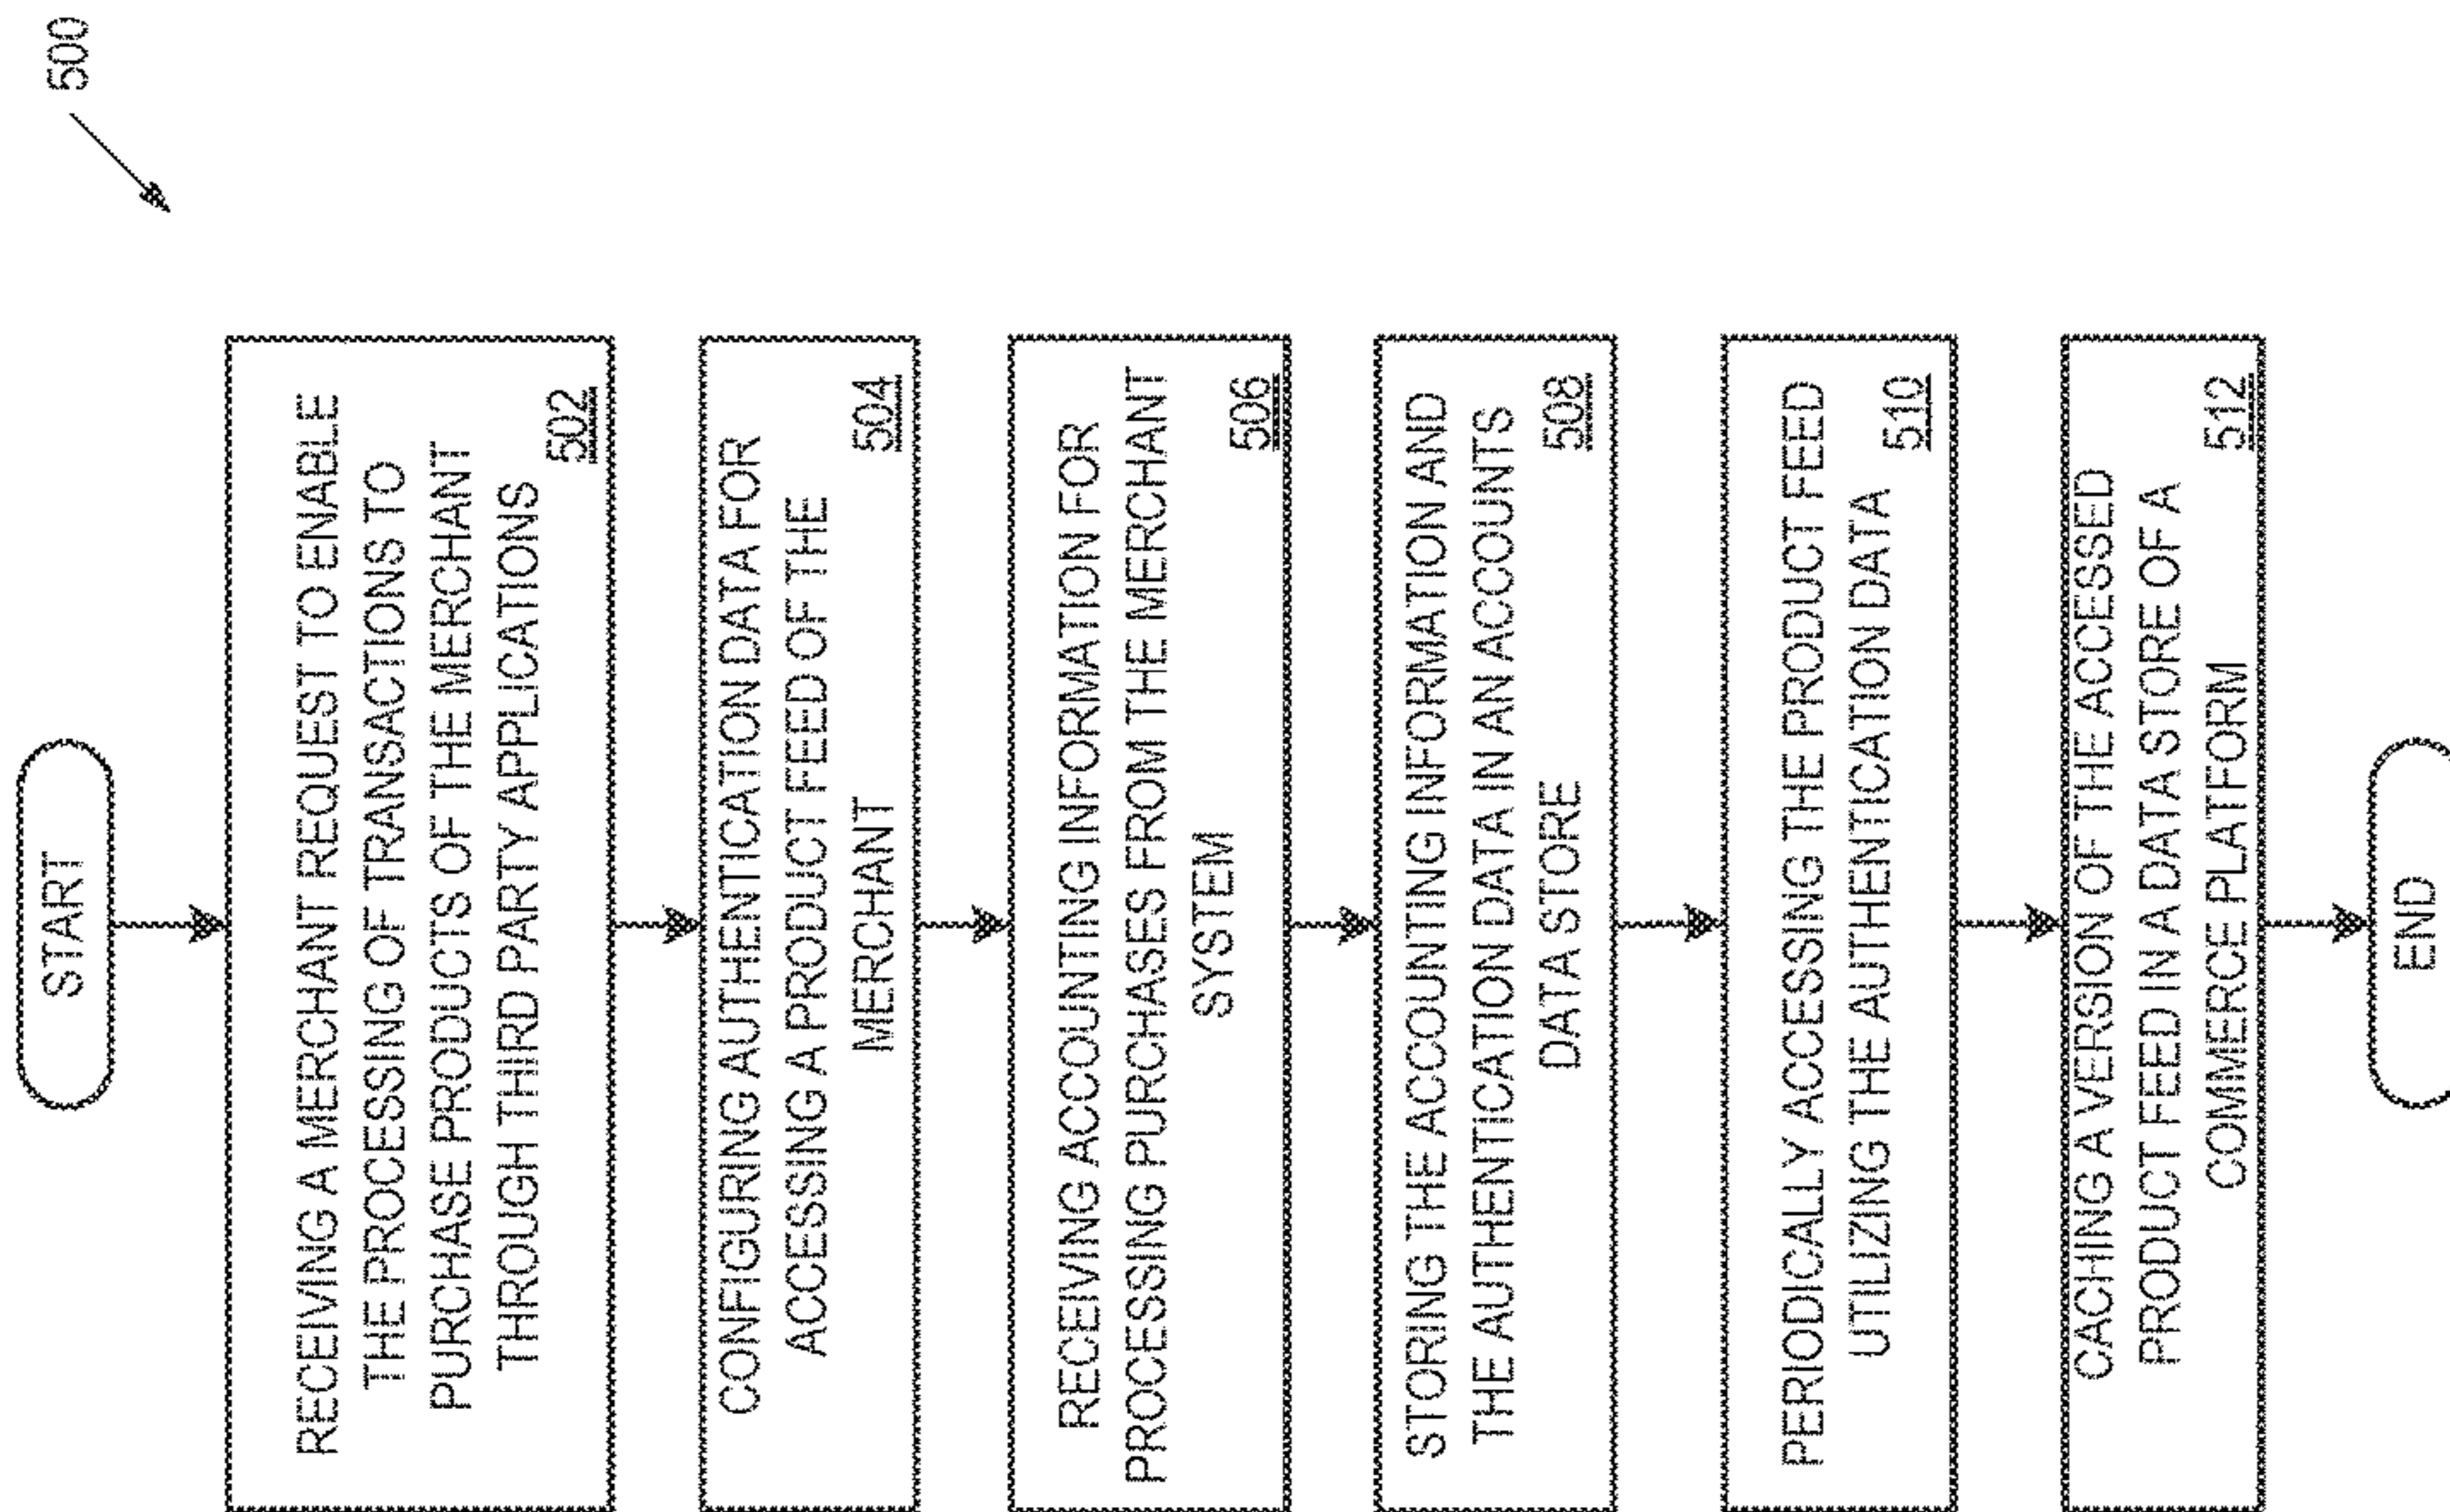 500
START
RECEIVING A MERCHANT REQUEST TO ENABLE
THE PROCESSING OF TRANSACTIONS TO
PURCHASE PRODUCTS OF THE MERCHANT
THROUGH THIRD PARTY APPLICATIONS
502
CONFIGURING AUTHENTICATION DATA FOR
ACCESSING A PRODUCT FEED OF THE
MERCHANT
504
RECEIVING ACCOUNTING INFORMATION FOR
PROCESSING PURCHASES FROM THE MERCHANT
SYSTEM
506
STORING THE ACCOUNTING INFORMATION AND
THE AUTHENTICATION DATA IN AN ACCOUNTS
DATA STORE
508
PERIODICALLY ACCESSING THE PRODUCT FEED
UTILIZING THE AUTHENTICATION DATA
510
CACHING A VERSION OF THE ACCESSED
PRODUCT FEED IN A DATA STORE OF A
COMMERCE PLATFORM
512
END